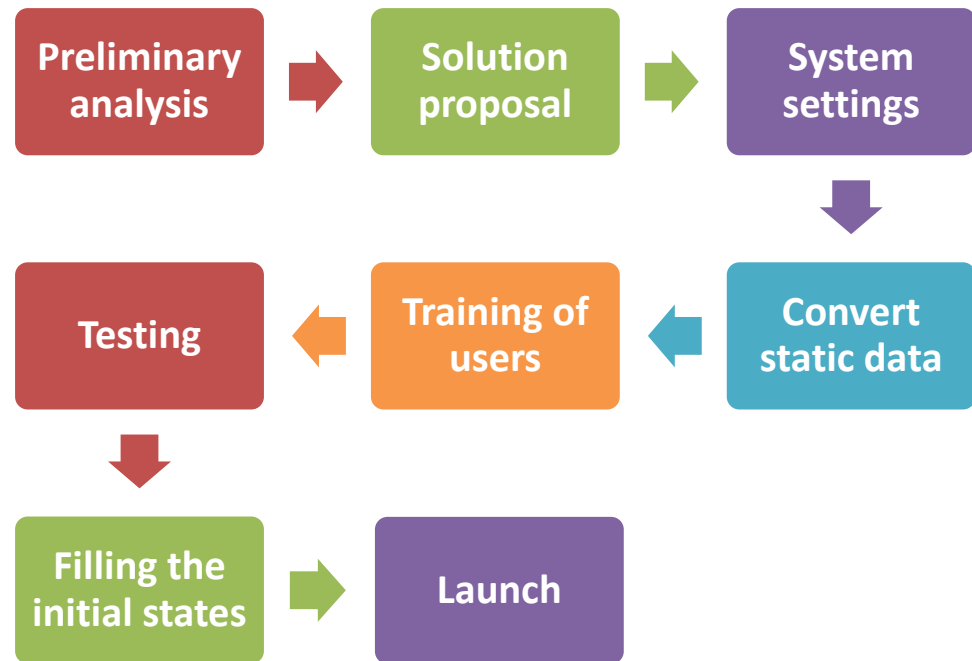 Preliminary
analysis
Solution
proposal
System
settings
Convert
static data
Training of
users
Testing
Filling the
initial states
Launch